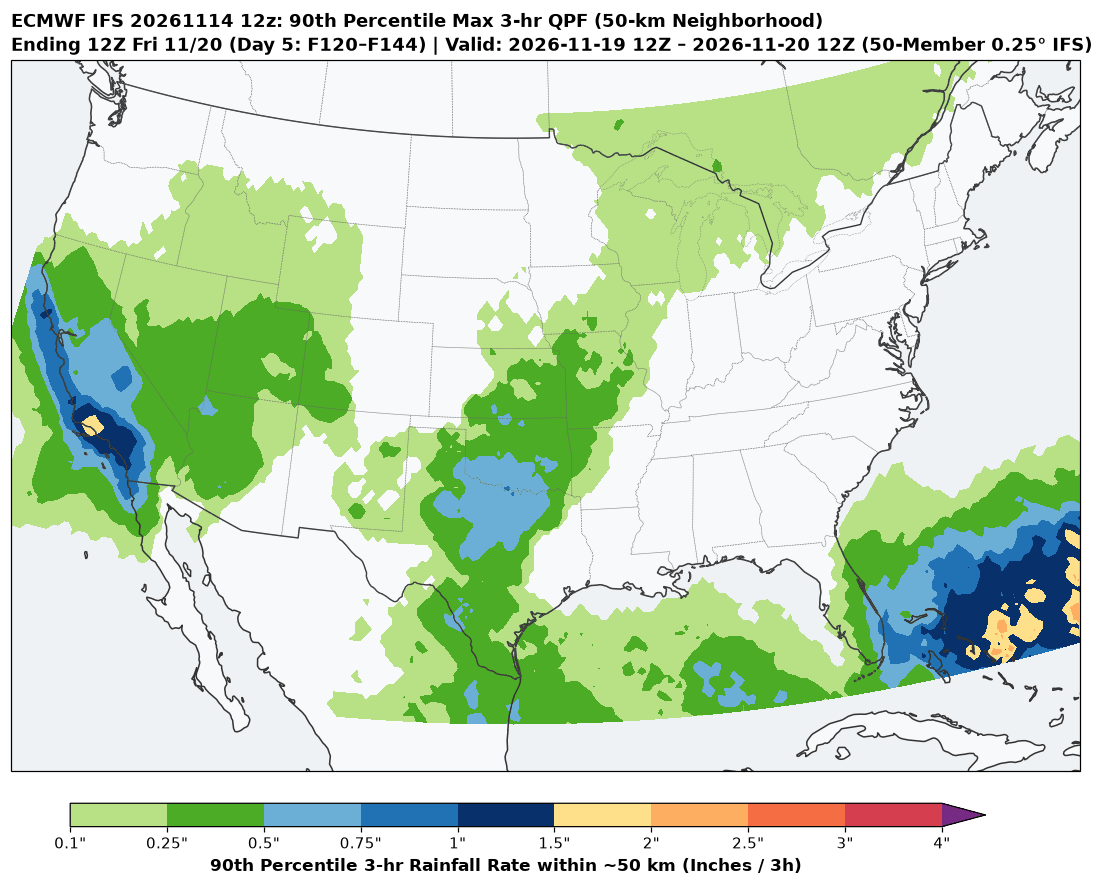 ECMWF IFS 20261114 12z: 90th Percentile Max 3-hr QPF (50-km Neighborhood)
Ending 12Z Fri 11/20 (Day 5: F120–F144) | Valid: 2026-11-19 12Z – 2026-11-20 12Z (50-Member 0.25° IFS)
0.1" 0.25" 0.5" 0.75" 1" 1.5" 2" 2.5" 3" 4"
90th Percentile 3-hr Rainfall Rate within ~50 km (Inches / 3h)